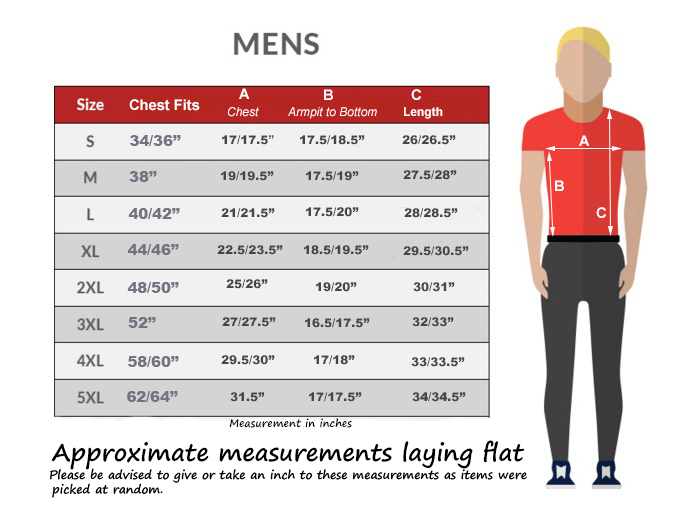 MENS
Size Chest Fits A Chest B Armpit to Bottom C Length
S 34/36” 17/17.5” 17.5/18.5” 26/26.5”
M 38” 19/19.5” 17.5/19” 27.5/28”
L 40/42” 21/21.5” 17.5/20” 28/28.5”
XL 44/46” 22.5/23.5” 18.5/19.5” 29.5/30.5”
2XL 48/50” 25/26” 19/20” 30/31”
3XL 52” 27/27.5” 16.5/17.5” 32/33”
4XL 58/60” 29.5/30” 17/18” 33/33.5”
5XL 62/64” 31.5” 17/17.5” 34/34.5”
Measurement in inches
Approximate measurements laying flat
Please be advised to give or take an inch to these measurements as items were
picked at random.
A
B
C